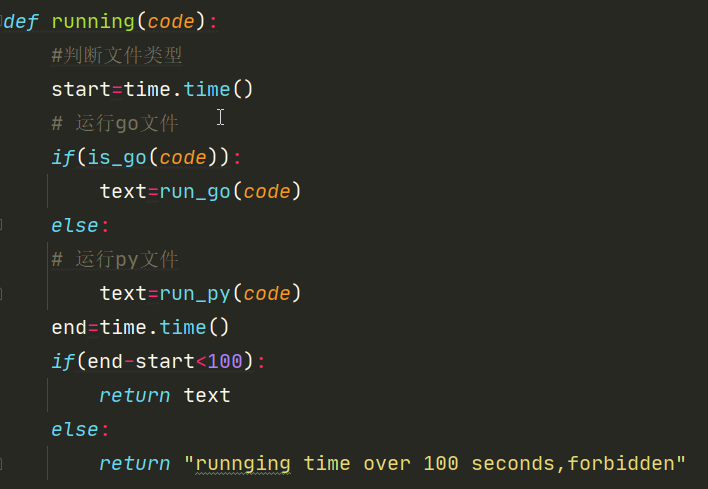 def running(code):
    #判断文件类型
    start=time.time()
    # 运行go文件
    if(is_go(code)):
        text=run_go(code)
    else:
    # 运行py文件
        text=run_py(code)
    end=time.time()
    if(end-start<100):
        return text
    else:
        return "runnging time over 100 seconds,forbidden"